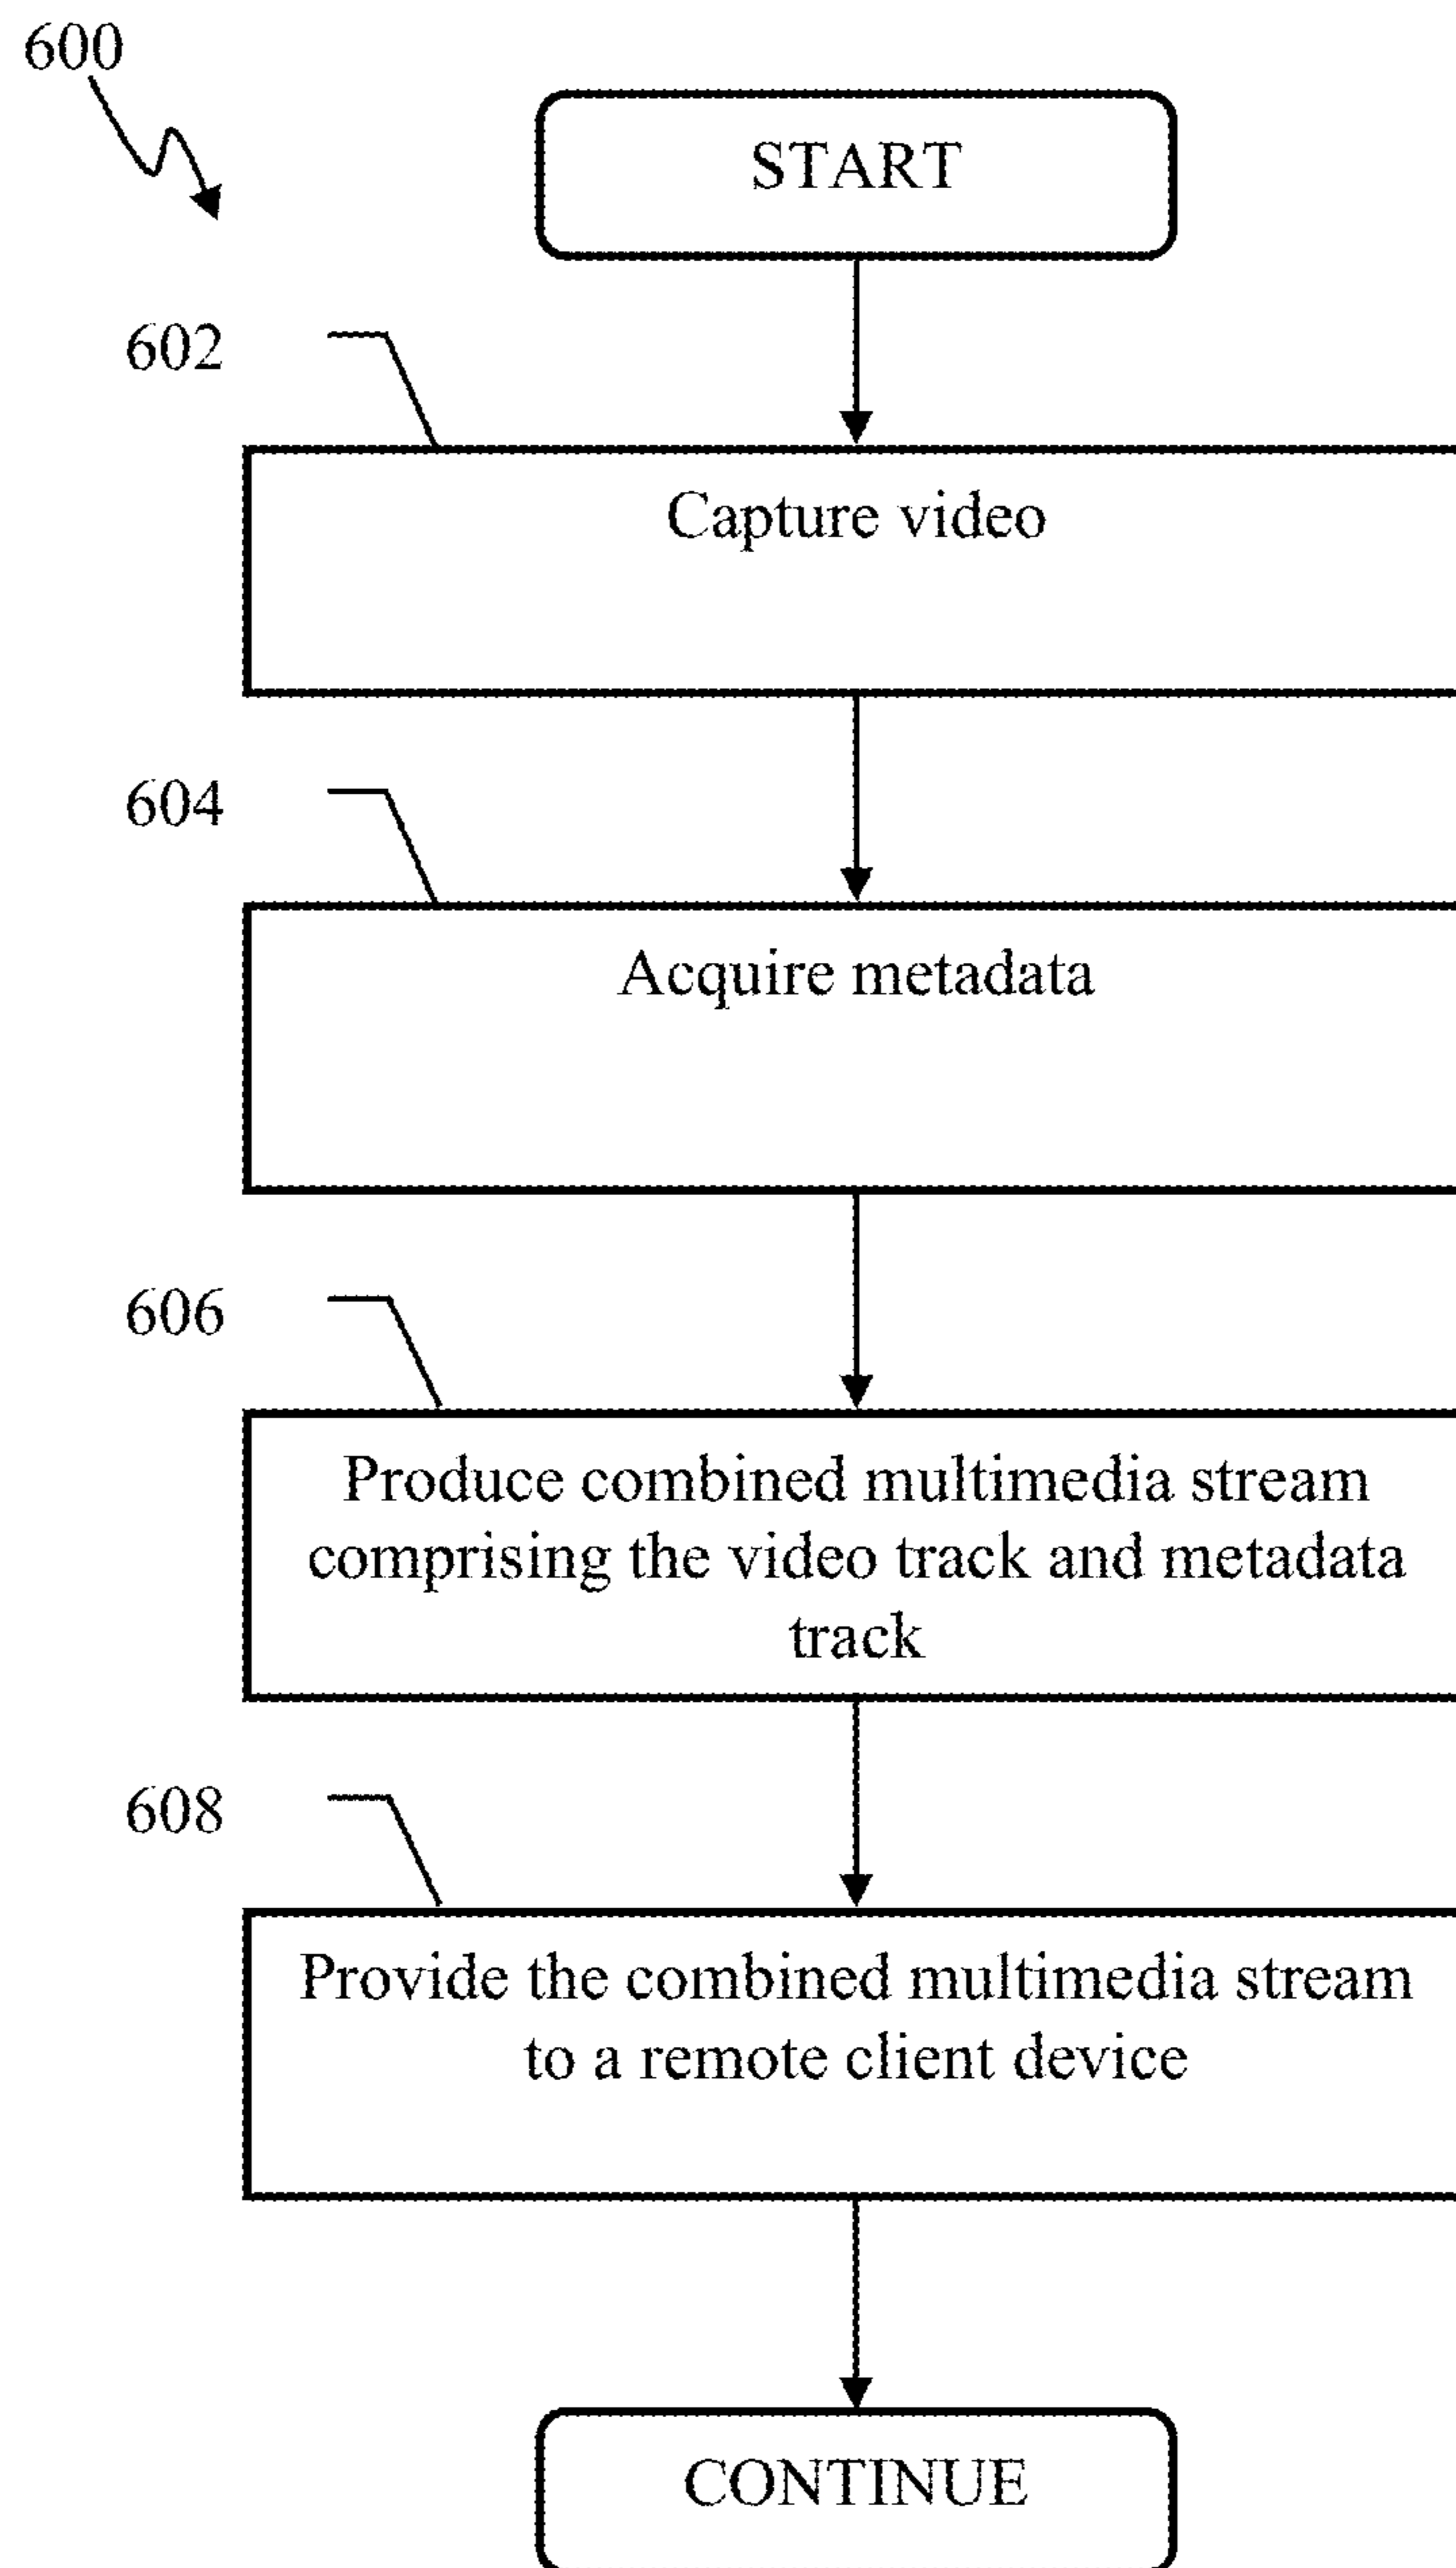 600
START
602
Capture video
604
Acquire metadata
606
Produce combined multimedia stream
comprising the video track and metadata
track
608
Provide the combined multimedia stream
to a remote client device
CONTINUE